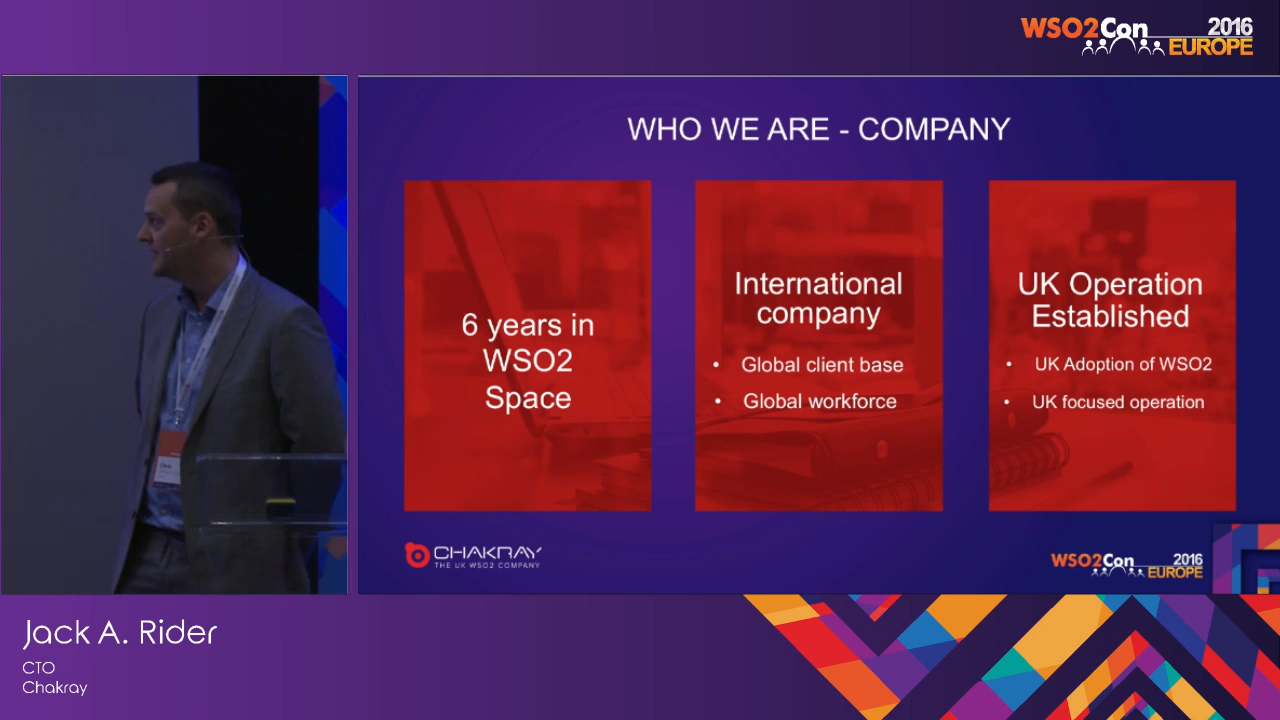 WSO2Con 2016
EUROPE
WHO WE ARE - COMPANY
6 years in
WSO2
Space
International
company
• Global client base
• Global workforce
UK Operation
Established
• UK Adoption of WSO2
• UK focused operation
CHAKRAY
THE UK WSO2 COMPANY
WSO2Con 2016
EUROPE
Jack A. Rider
CTO
Chakray